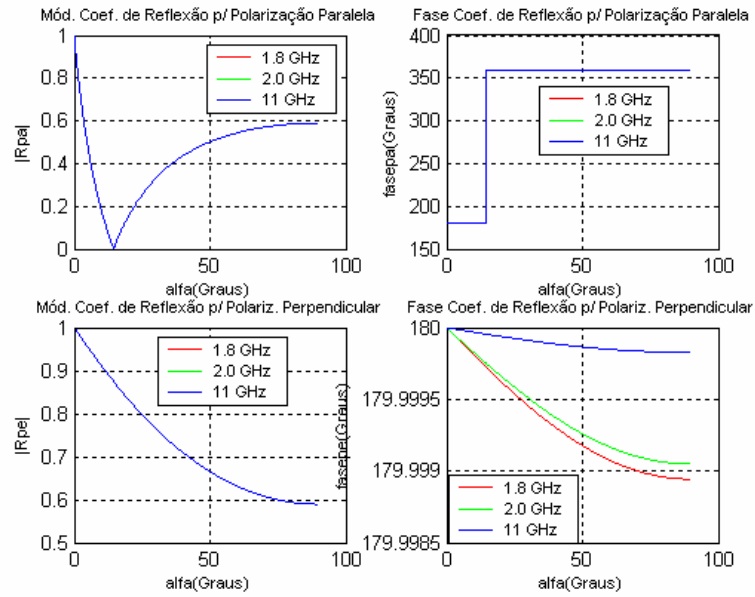 Mód. Coef. de Reflexão p/ Polarização Paralela
1
0.8
0.6
0.4
0.2
0
0
50
100
|Rpa|
alfa(Graus)
1.8 GHz
2.0 GHz
11 GHz
Fase Coef. de Reflexão p/ Polarização Paralela
400
350
300
250
200
150
0
50
100
fasepa(Graus)
alfa(Graus)
1.8 GHz
2.0 GHz
11 GHz
Mód. Coef. de Reflexão p/ Polariz. Perpendicular
1
0.9
0.8
0.7
0.6
0.5
0
50
100
|Rpe|
alfa(Graus)
1.8 GHz
2.0 GHz
11 GHz
Fase Coef. de Reflexão p/ Polariz. Perpendicular
180
179.9995
179.999
179.9985
0
50
100
fasepe(Graus)
alfa(Graus)
1.8 GHz
2.0 GHz
11 GHz